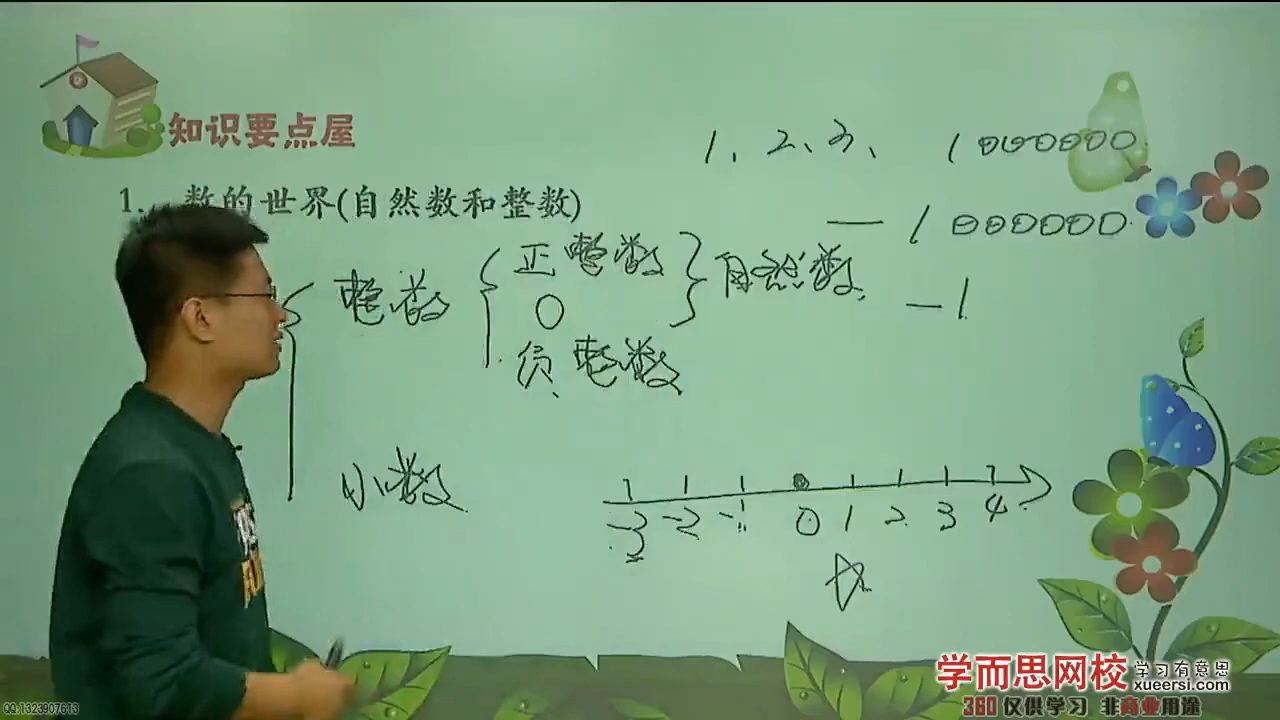 知识要点屋
1、 数的世界(自然数和整数)
1、2、3、 1000000
—1000000
-1
整数
正整数
0
负整数
自然数
小数
-3 -2 -1 0 1 2 3 4
学而思网校 学习有意思
xueersi.com
360 仅供学习 非商业用途
QQ.1323907613